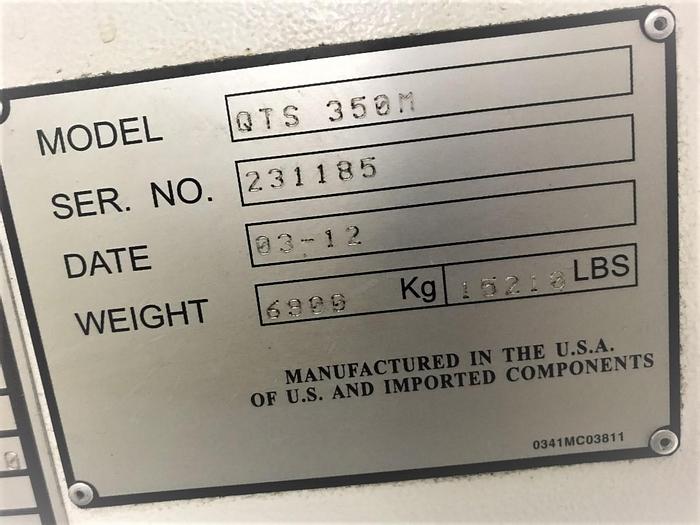 MODEL QTS 350M
SER. NO. 231185
DATE 03-12
WEIGHT 6900 Kg 15210 LBS
MANUFACTURED IN THE U.S.A.
OF U.S. AND IMPORTED COMPONENTS
0341MC03811
0